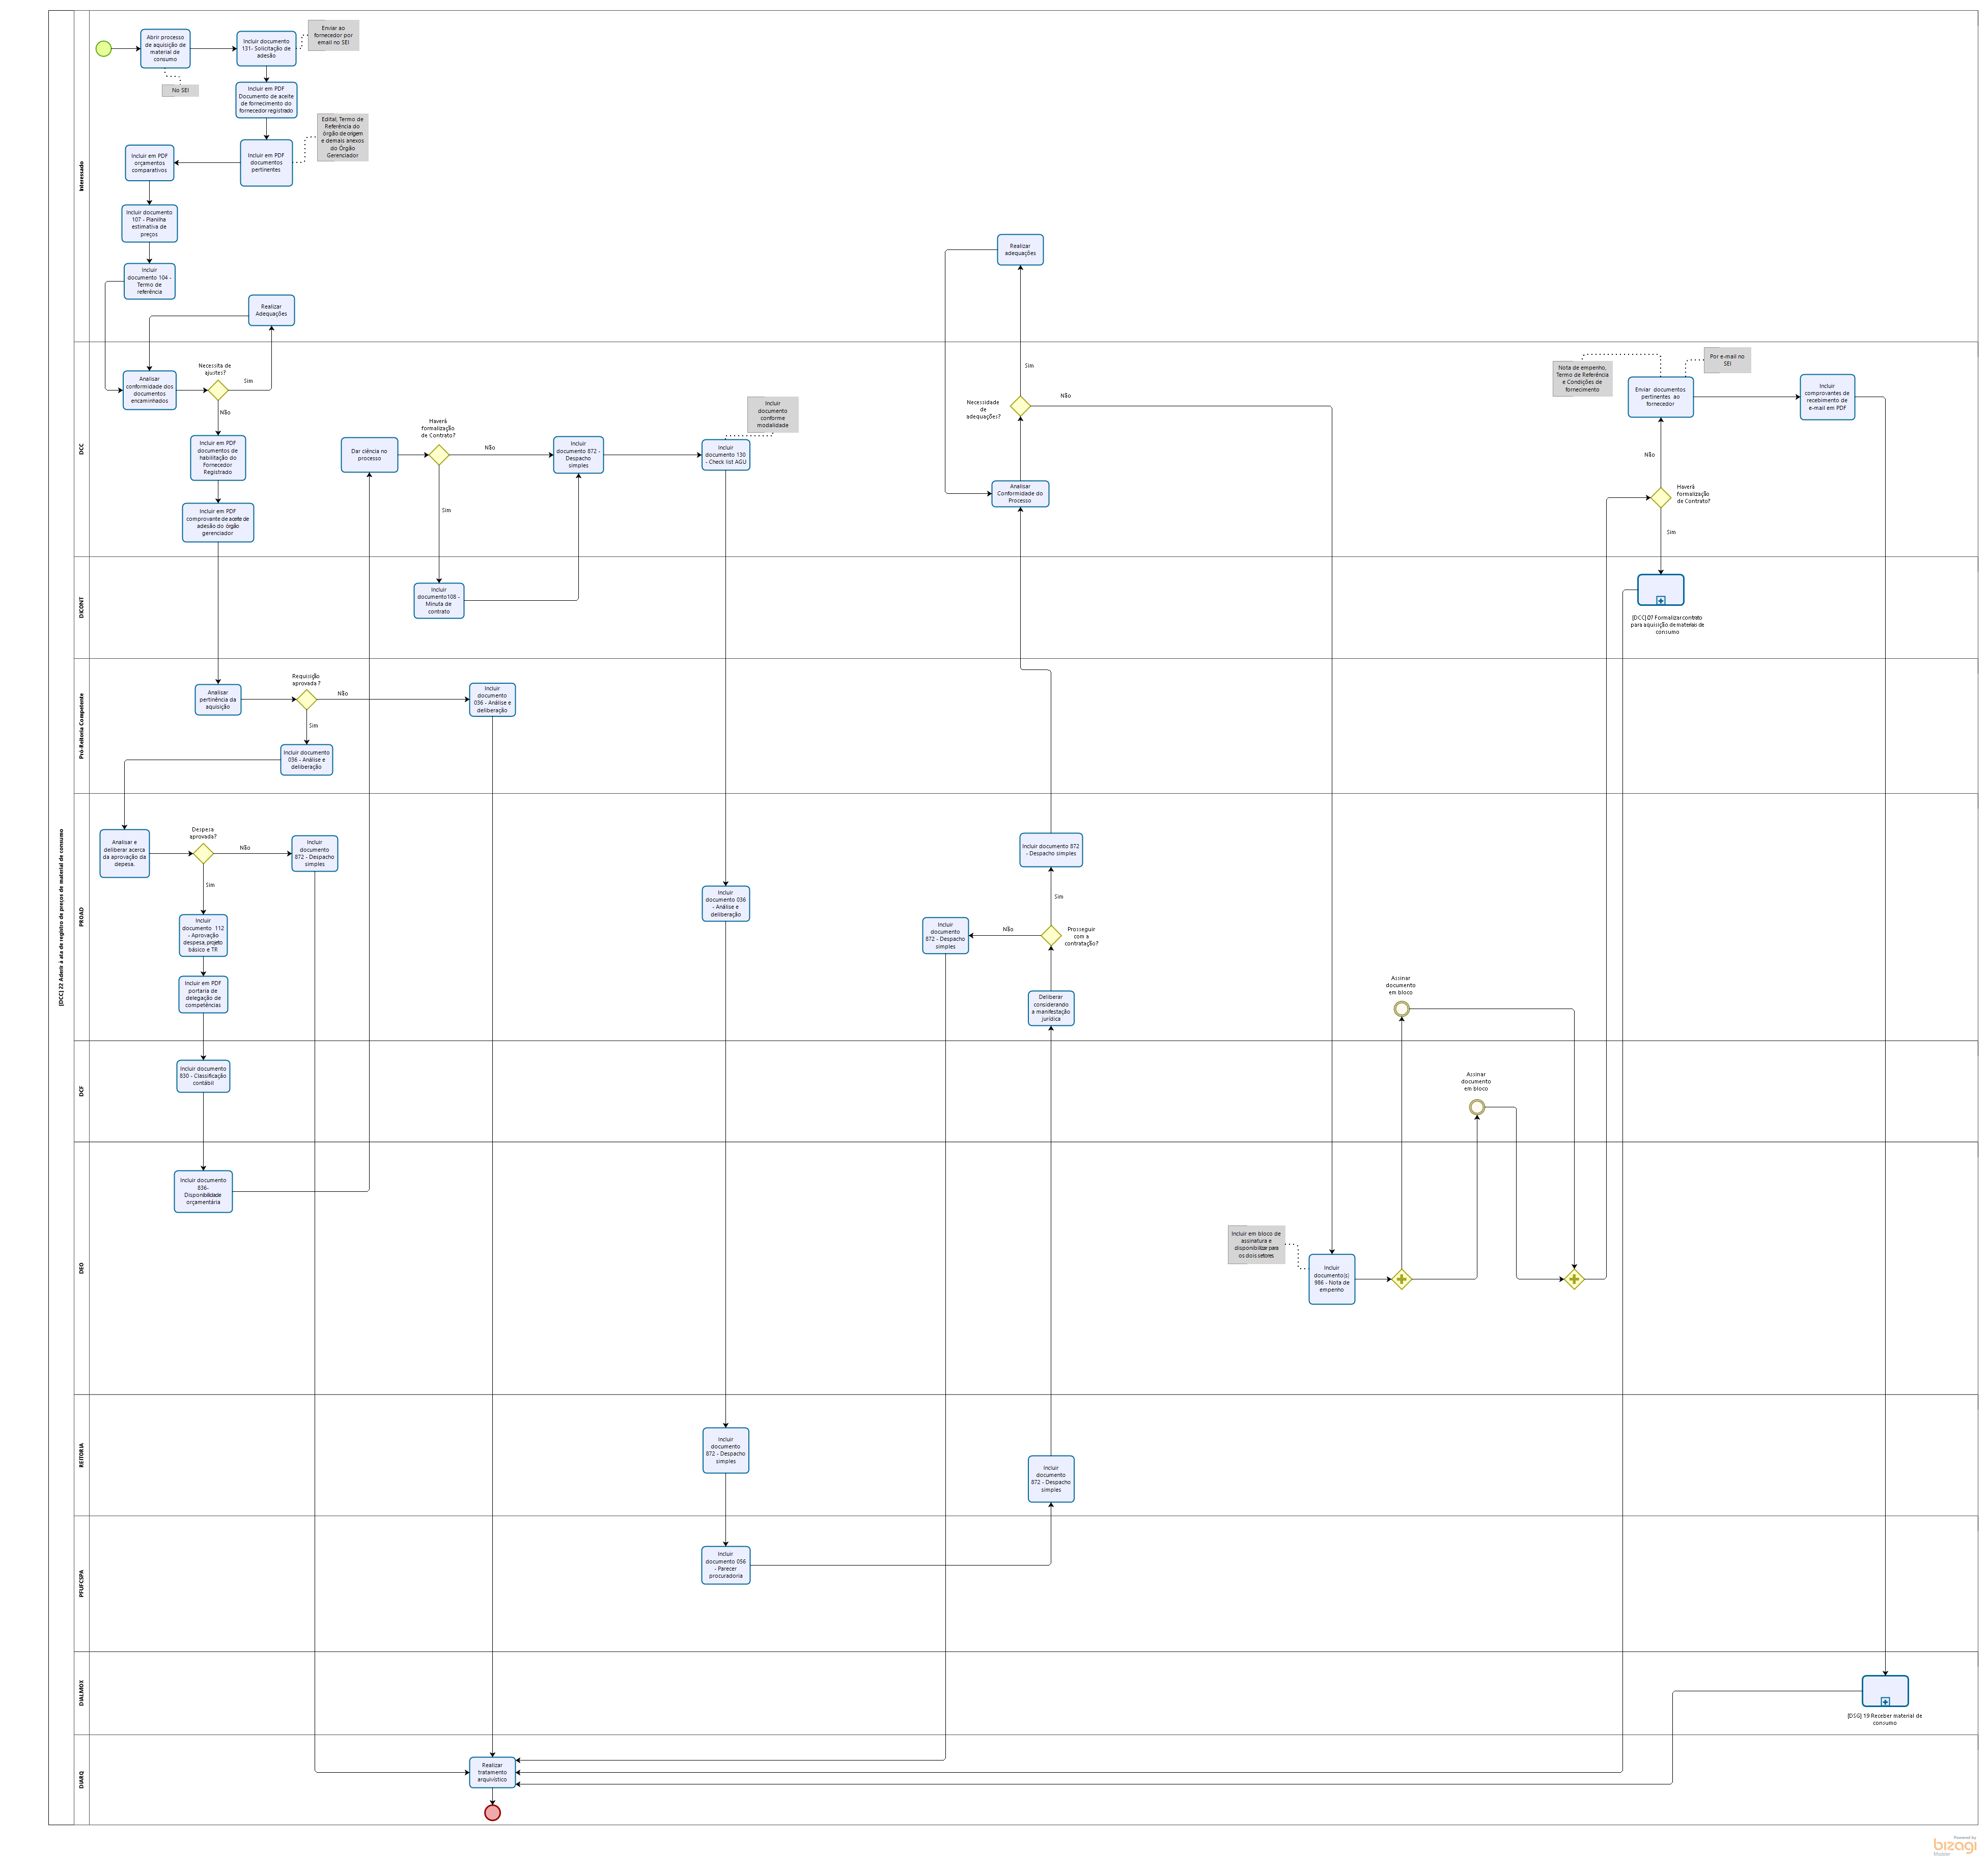 [DCC] 22 Aderir à ata de registro de preços de material de consumo
Interessado
Abrir processo
de aquisição de
material de
consumo
No SEI
Incluir documento
131- Solicitação de
adesão
Enviar ao
fornecedor por
email no SEI
Incluir em PDF
Documento de aceite
de fornecimento do
fornecedor registrado
Incluir em PDF
documentos
pertinentes
Edital, Termo de
Referência do
órgão de origem
e demais anexos
do Órgão
Gerenciador
Incluir em PDF
orçamentos
comparativos
Incluir documento
107 - Planilha
estimativa de
preços
Incluir
documento 104 -
Termo de
referência
Realizar
Adequações
Realizar
adequações
DCC
Analisar
conformidade dos
documentos
encaminhados
Necessita de
ajustes?
Sim
Não
Incluir em PDF
documentos de
habilitação do
Fornecedor
Registrado
Incluir em PDF
comprovante de aceite de
adesão do órgão
gerenciador
Dar ciência no
processo
Haverá
formalização
de Contrato?
Não
Sim
Incluir
documento 872 -
Despacho
simples
Incluir
documento 130
- Check list AGU
Incluir
documento
conforme
modalidade
Necessidade
de
adequações?
Sim
Não
Analisar
Conformidade do
Processo
Nota de empenho,
Termo de Referência
e Condições de
fornecimento
Por e-mail no
SEI
Enviar documentos
pertinentes ao
fornecedor
Incluir
comprovantes de
recebimento de
e-mail em PDF
Não
Haverá
formalização
de Contrato?
Sim
DICONT
Incluir
documento108 -
Minuta de
contrato
[DCC] 07 Formalizar contrato
para aquisição de materiais de
consumo
Pró-Reitoria Competente
Analisar
pertinência da
aquisição
Requisição
aprovada ?
Não
Sim
Incluir
documento
036 - Análise e
deliberação
Incluir documento
036 - Análise e
deliberação
PROAD
Analisar e
deliberar acerca
da aprovação da
depesa.
Despesa
aprovada?
Não
Sim
Incluir
documento
872 - Despacho
simples
Incluir
documento 112
- Aprovação
despesa, projeto
básico e TR
Incluir em PDF
portaria de
delegação de
competências
Incluir
documento 036
- Análise e
deliberação
Incluir documento 872
- Despacho simples
Sim
Incluir
documento
872 - Despacho
simples
Não
Prosseguir
com a
contratação?
Deliberar
considerando
a manifestação
jurídica
Assinar
documento
em bloco
DCF
Incluir documento
830 - Classificação
contábil
Assinar
documento
em bloco
DEO
Incluir documento
836-
Disponibilidade
orçamentária
Incluir em bloco de
assinatura e
disponibilizar para
os dois setores
Incluir
documento(s)
986 - Nota de
empenho
REITORIA
Incluir
documento
872 - Despacho
simples
Incluir
documento
872 - Despacho
simples
PFUFCSPA
Incluir
documento 056
- Parecer
procuradoria
DIALMOX
[DSG] 19 Receber material de
consumo
DIARQ
Realizar
tratamento
arquivístico
Powered by
bizagi
Modeler